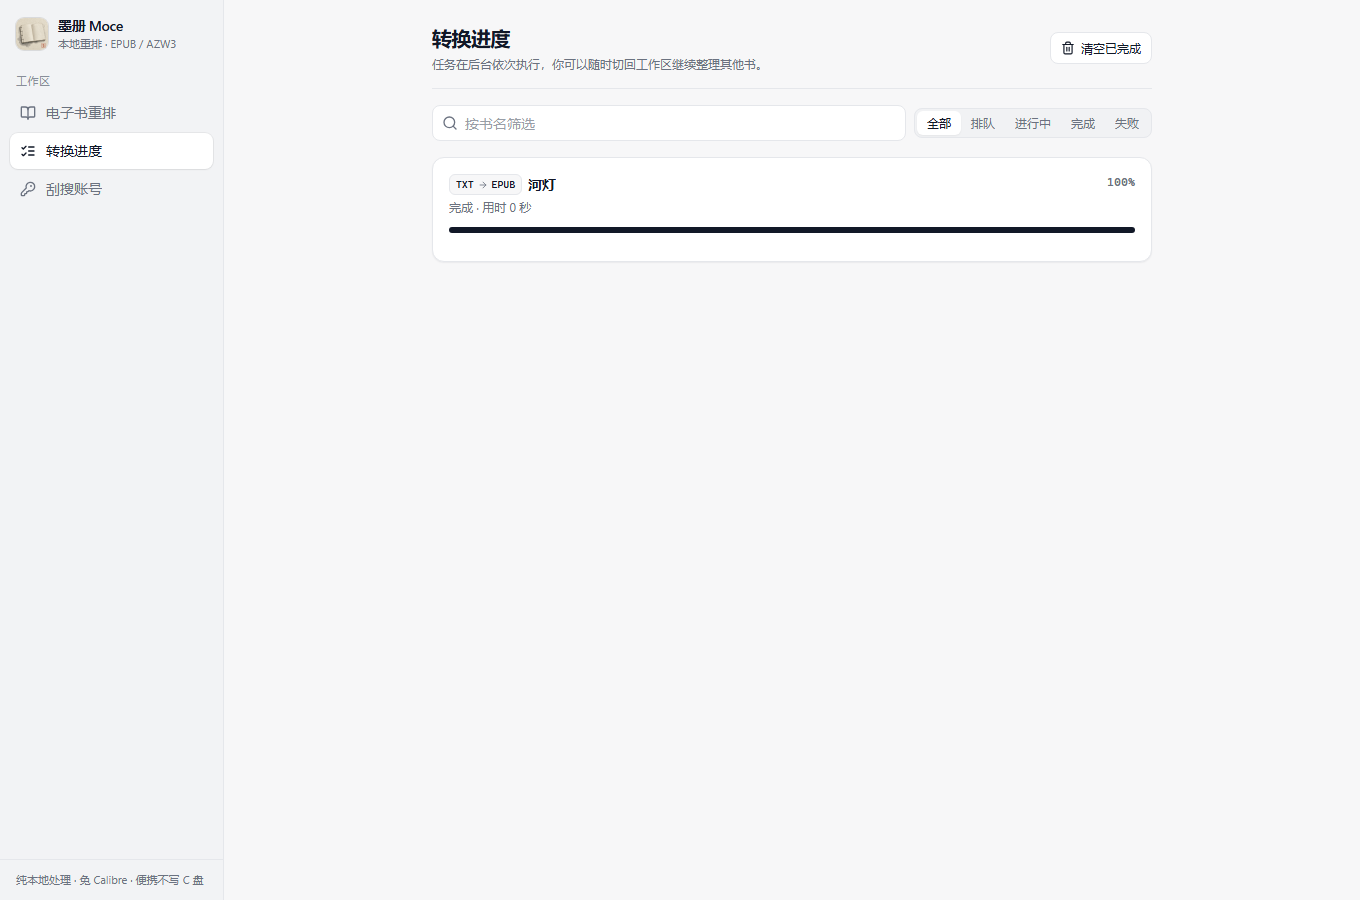 墨册 Moce
本地重排 · EPUB / AZW3
工作区
电子书重排
转换进度
刮搜账号
纯本地处理 · 免 Calibre · 便携不写 C 盘
转换进度
任务在后台依次执行，你可以随时切回工作区继续整理其他书。
清空已完成
按书名筛选
全部 排队 进行中 完成 失败
TXT → EPUB 河灯 100%
完成 · 用时 0 秒